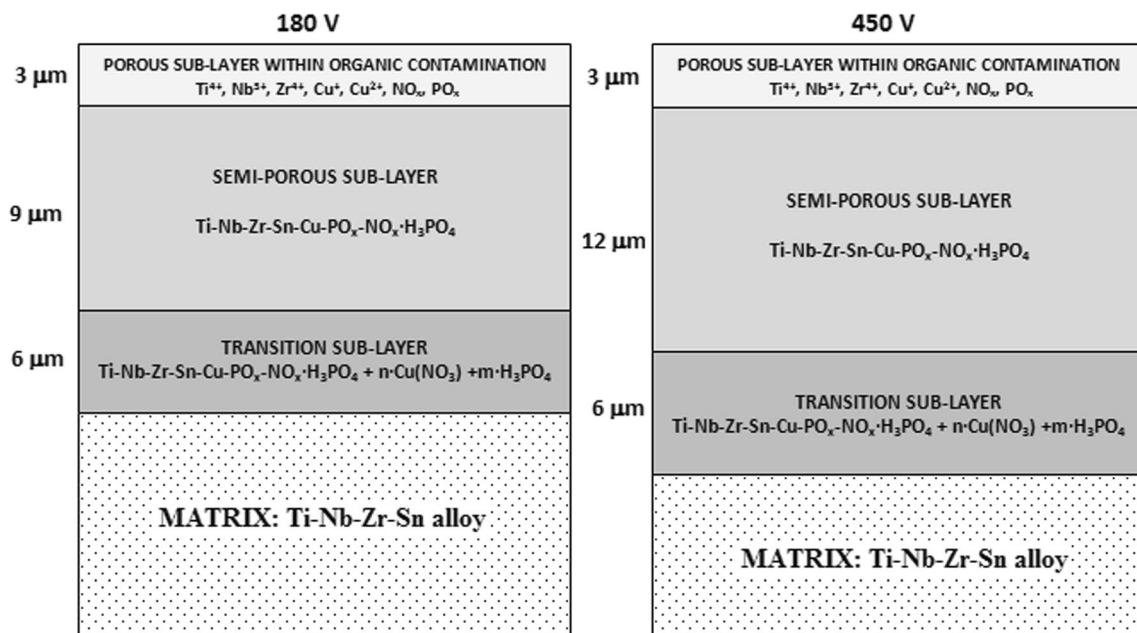 180 V
3 µm
POROUS SUB-LAYER WITHIN ORGANIC CONTAMINATION
Ti⁴⁺, Nb⁵⁺, Zr⁴⁺, Cu⁺, Cu²⁺, NOₓ, POₓ
9 µm
SEMI-POROUS SUB-LAYER
Ti-Nb-Zr-Sn-Cu-POₓ-NOₓ·H₃PO₄
6 µm
TRANSITION SUB-LAYER
Ti-Nb-Zr-Sn-Cu-POₓ-NOₓ·H₃PO₄ + n·Cu(NO₃) +m·H₃PO₄
MATRIX: Ti-Nb-Zr-Sn alloy
450 V
3 µm
POROUS SUB-LAYER WITHIN ORGANIC CONTAMINATION
Ti⁴⁺, Nb⁵⁺, Zr⁴⁺, Cu⁺, Cu²⁺, NOₓ, POₓ
12 µm
SEMI-POROUS SUB-LAYER
Ti-Nb-Zr-Sn-Cu-POₓ-NOₓ·H₃PO₄
6 µm
TRANSITION SUB-LAYER
Ti-Nb-Zr-Sn-Cu-POₓ-NOₓ·H₃PO₄ + n·Cu(NO₃) +m·H₃PO₄
MATRIX: Ti-Nb-Zr-Sn alloy